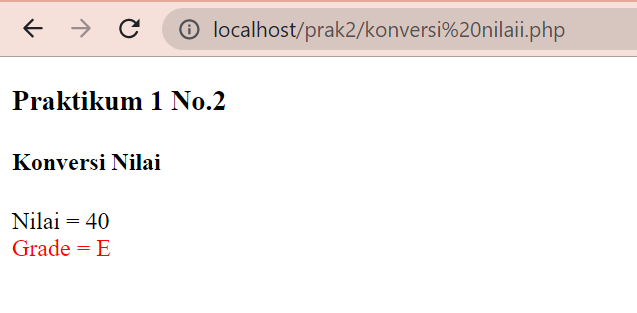 localhost/prak2/konversi%20nilaii.php
Praktikum 1 No.2
Konversi Nilai
Nilai = 40
Grade = E